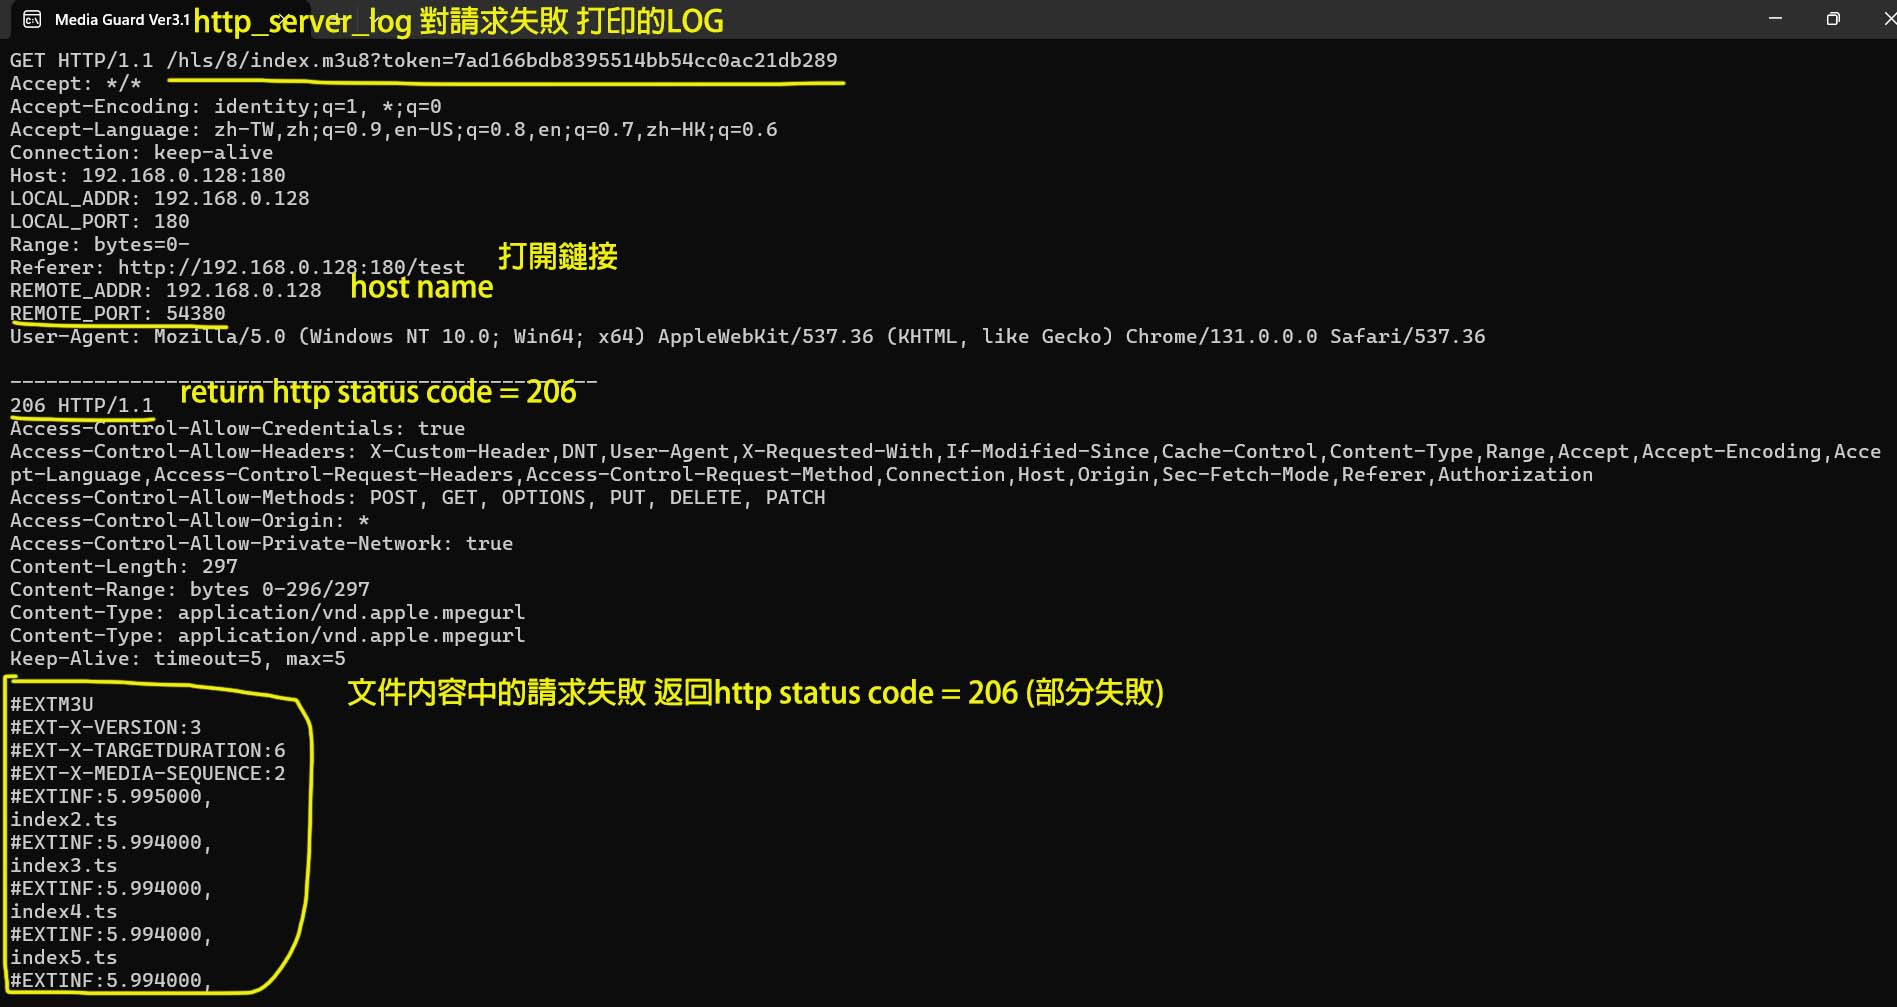 Media Guard Ver3.1
http_server_log 對請求失敗 打印的LOG
GET HTTP/1.1 /hls/8/index.m3u8?token=7ad166bdb8395514bb54cc0ac21db289
Accept: */*
Accept-Encoding: identity;q=1, *;q=0
Accept-Language: zh-TW,zh;q=0.9,en-US;q=0.8,en;q=0.7,zh-HK;q=0.6
Connection: keep-alive
Host: 192.168.0.128:180
LOCAL_ADDR: 192.168.0.128
LOCAL_PORT: 180
Range: bytes=0-
Referer: http://192.168.0.128:180/test
打開鏈接
REMOTE_ADDR: 192.168.0.128
host name
REMOTE_PORT: 54380
User-Agent: Mozilla/5.0 (Windows NT 10.0; Win64; x64) AppleWebKit/537.36 (KHTML, like Gecko) Chrome/131.0.0.0 Safari/537.36
-------------------------------------------------
return http status code = 206
206 HTTP/1.1
Access-Control-Allow-Credentials: true
Access-Control-Allow-Headers: X-Custom-Header,DNT,User-Agent,X-Requested-With,If-Modified-Since,Cache-Control,Content-Type,Range,Accept,Accept-Encoding,Acce
pt-Language,Access-Control-Request-Headers,Access-Control-Request-Method,Connection,Host,Origin,Sec-Fetch-Mode,Referer,Authorization
Access-Control-Allow-Methods: POST, GET, OPTIONS, PUT, DELETE, PATCH
Access-Control-Allow-Origin: *
Access-Control-Allow-Private-Network: true
Content-Length: 297
Content-Range: bytes 0-296/297
Content-Type: application/vnd.apple.mpegurl
Content-Type: application/vnd.apple.mpegurl
Keep-Alive: timeout=5, max=5
文件內容中的請求失敗 返回http status code = 206 (部分失敗)
#EXTM3U
#EXT-X-VERSION:3
#EXT-X-TARGETDURATION:6
#EXT-X-MEDIA-SEQUENCE:2
#EXTINF:5.995000,
index2.ts
#EXTINF:5.994000,
index3.ts
#EXTINF:5.994000,
index4.ts
#EXTINF:5.994000,
index5.ts
#EXTINF:5.994000,